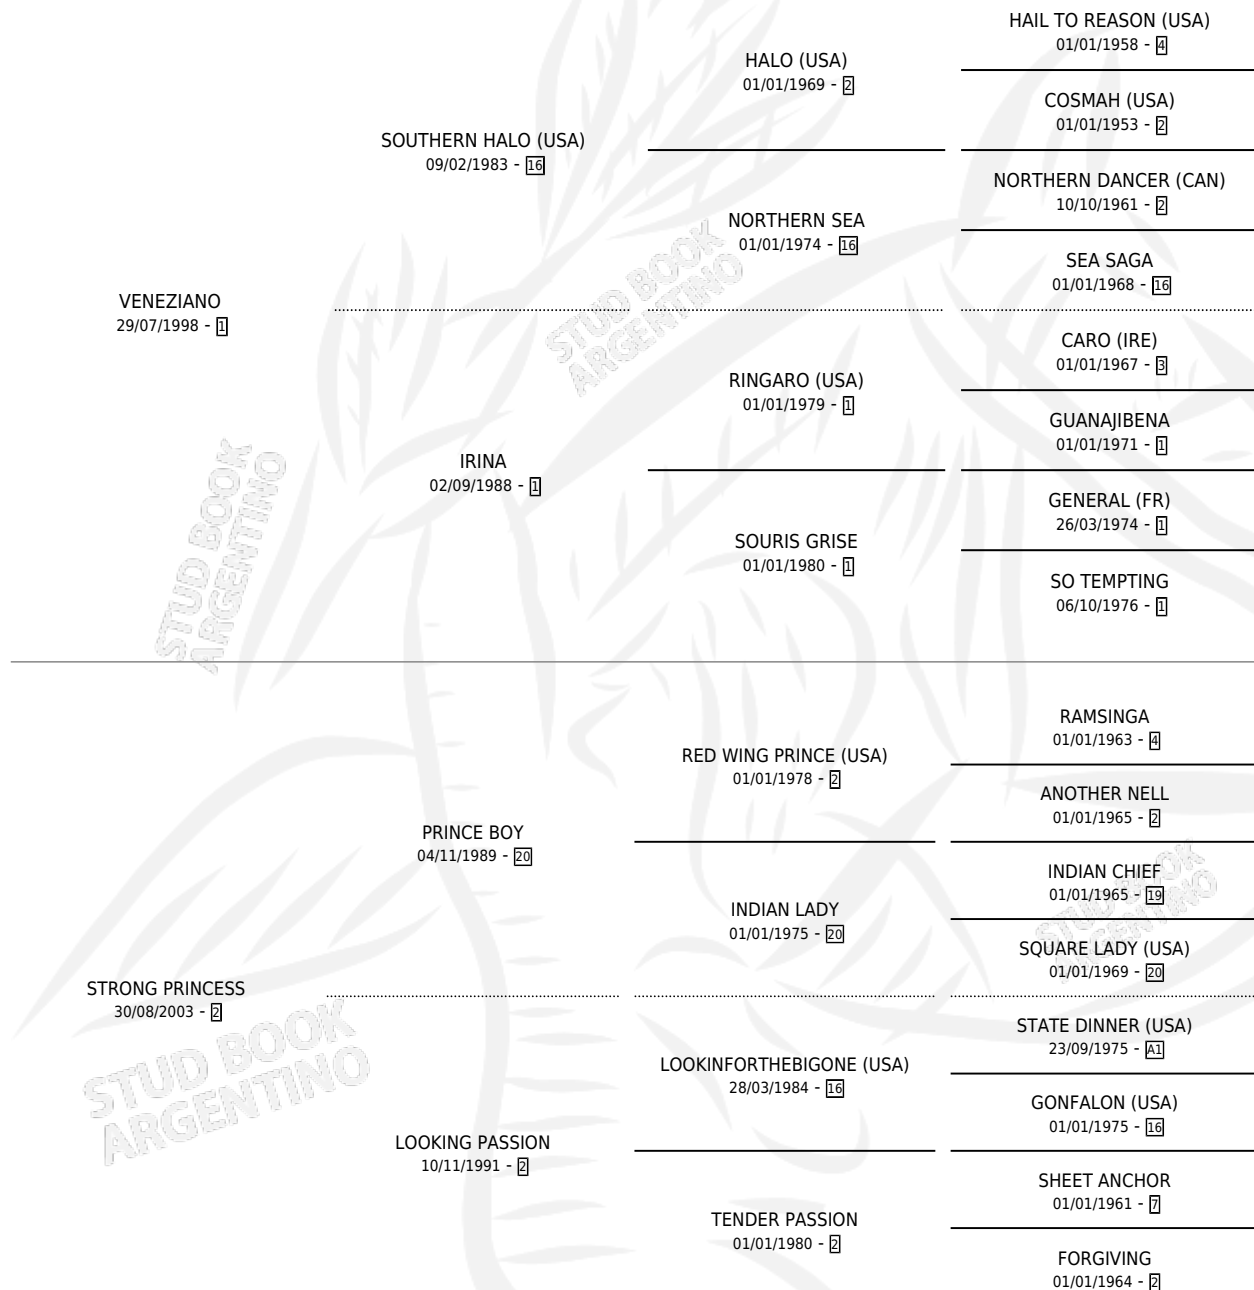 HAIL TO REASON (USA)
01/01/1958 - 4
HALO (USA)
01/01/1969 - 2
COSMAH (USA)
01/01/1953 - 2
SOUTHERN HALO (USA)
09/02/1983 - 16
NORTHERN DANCER (CAN)
10/10/1961 - 2
NORTHERN SEA
01/01/1974 - 16
SEA SAGA
01/01/1968 - 16
VENEZIANO
29/07/1998 - 1
STUD BOOK
ARGENTINO
CARO (IRE)
01/01/1967 - 3
RINGARO (USA)
01/01/1979 - 1
GUANAJIBENA
01/01/1971 - 1
IRINA
02/09/1988 - 1
GENERAL (FR)
26/03/1974 - 1
SOURIS GRISE
01/01/1980 - 1
SO TEMPTING
06/10/1976 - 1
STUD BOOK
ARGENTINO
RAMSINGA
01/01/1963 - 4
RED WING PRINCE (USA)
01/01/1978 - 2
ANOTHER NELL
01/01/1965 - 2
PRINCE BOY
04/11/1989 - 20
INDIAN CHIEF
01/01/1965 - 19
INDIAN LADY
01/01/1975 - 20
STUD BOOK
ARGENTINO
SQUARE LADY (USA)
01/01/1969 - 20
STRONG PRINCESS
30/08/2003 - 2
STUD BOOK
ARGENTINO
STATE DINNER (USA)
23/09/1975 - A1
LOOKINFORTHEBIGONE (USA)
28/03/1984 - 16
GONFALON (USA)
01/01/1975 - 16
LOOKING PASSION
10/11/1991 - 2
SHEET ANCHOR
01/01/1961 - 7
TENDER PASSION
01/01/1980 - 2
FORGIVING
01/01/1964 - 2